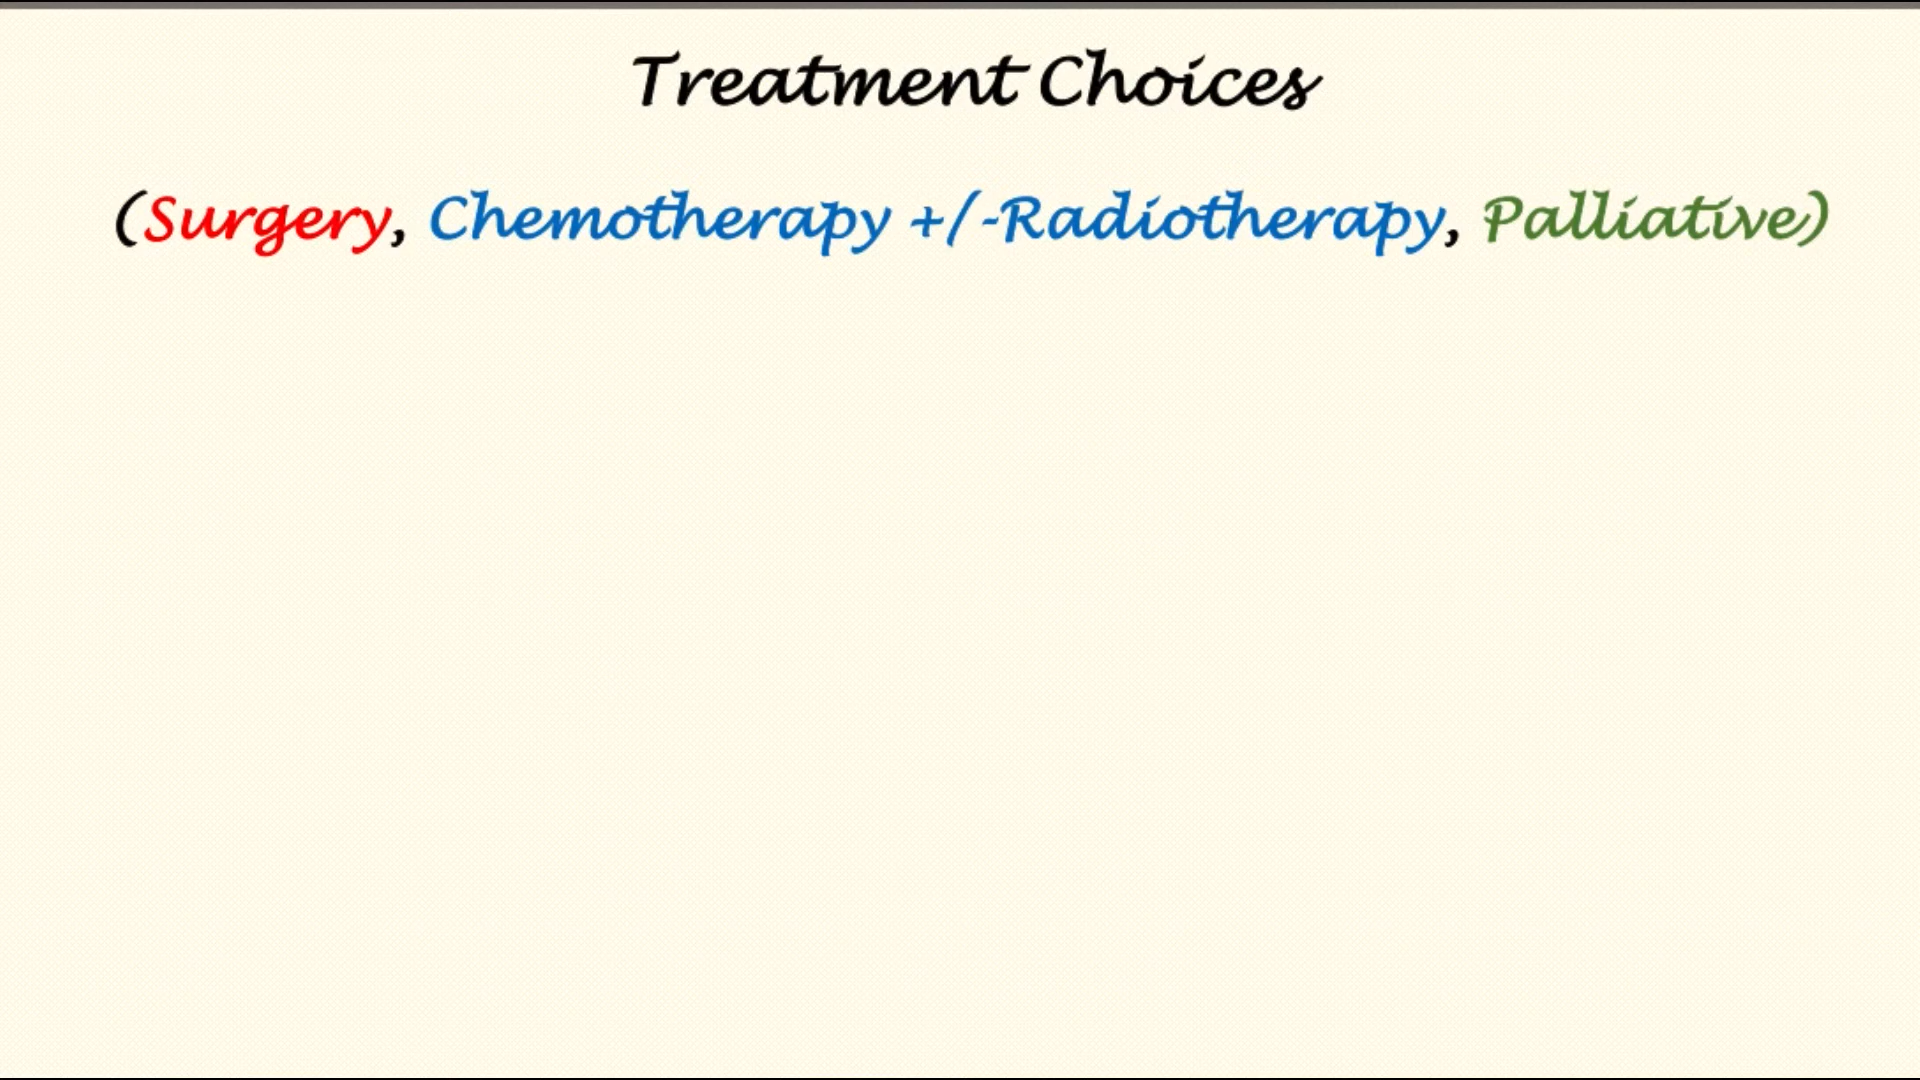 Treatment Choices
(Surgery, Chemotherapy +/-Radiotherapy, Palliative)